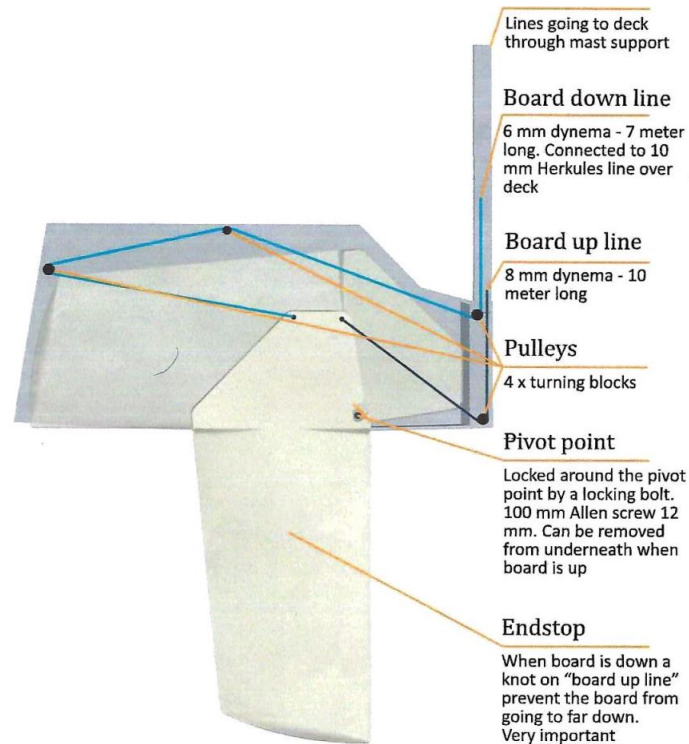 Lines going to deck
through mast support
Board down line
6 mm dynema - 7 meter
long. Connected to 10
mm Herkules line over
deck
Board up line
8 mm dynema - 10
meter long
Pulleys
4 x turning blocks
Pivot point
Locked around the pivot
point by a locking bolt.
100 mm Allen screw 12
mm. Can be removed
from underneath when
board is up
Endstop
When board is down a
knot on “board up line”
prevent the board from
going to far down.
Very important